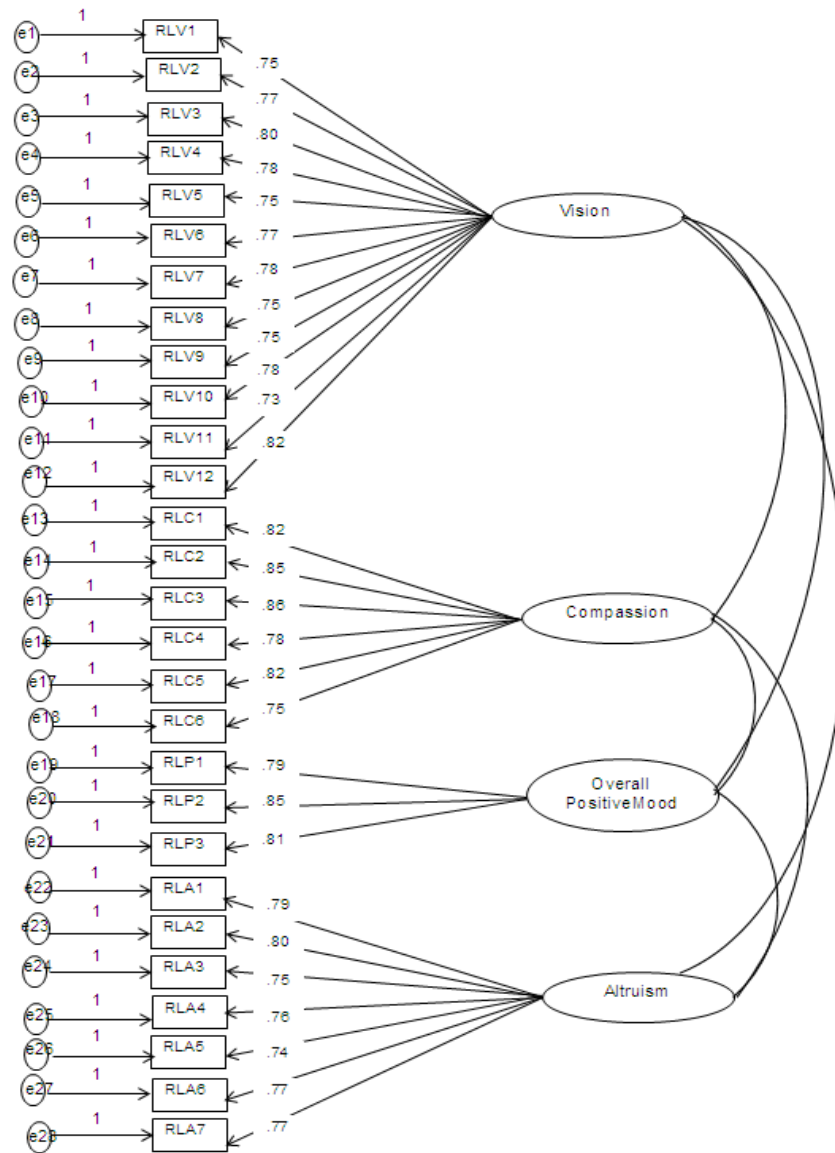 e1 1 RLV1 .75
e2 1 RLV2 .77
e3 1 RLV3 .80
e4 1 RLV4 .78
e5 1 RLV5 .75
e6 1 RLV6 .77
e7 1 RLV7 .78
e8 1 RLV8 .75
e9 1 RLV9 .75
e10 1 RLV10 .78
e11 1 RLV11 .73
e12 1 RLV12 .82
Vision
e13 1 RLC1 .82
e14 1 RLC2 .85
e15 1 RLC3 .86
e16 1 RLC4 .78
e17 1 RLC5 .82
e18 1 RLC6 .75
Compassion
e19 1 RLP1 .79
e20 1 RLP2 .85
e21 1 RLP3 .81
Overall
PositiveMood
e22 1 RLA1 .79
e23 1 RLA2 .80
e24 1 RLA3 .75
e25 1 RLA4 .76
e26 1 RLA5 .74
e27 1 RLA6 .77
e28 1 RLA7 .77
Altruism